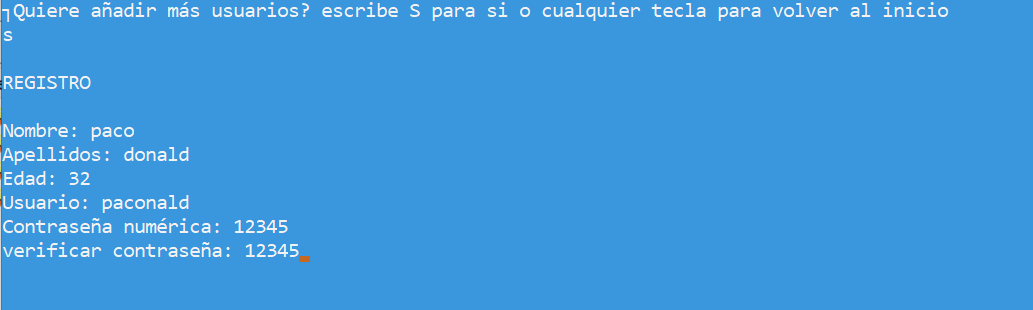 ┐Quiere añadir más usuarios? escribe S para si o cualquier tecla para volver al inicio
s
REGISTRO
Nombre: paco
Apellidos: donald
Edad: 32
Usuario: paconald
Contraseña numérica: 12345
verificar contraseña: 12345